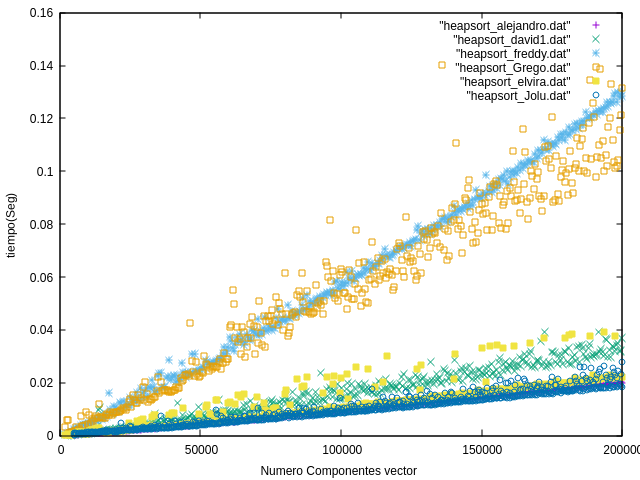 0.16
0.14
0.12
0.1
0.08
0.06
0.04
0.02
0
tiempo(Seg)
"heapsort_alejandro.dat"
"heapsort_david1.dat"
"heapsort_freddy.dat"
"heapsort_Grego.dat"
"heapsort_elvira.dat"
"heapsort_Jolu.dat"
0 50000 100000 150000 200000
Numero Componentes vector